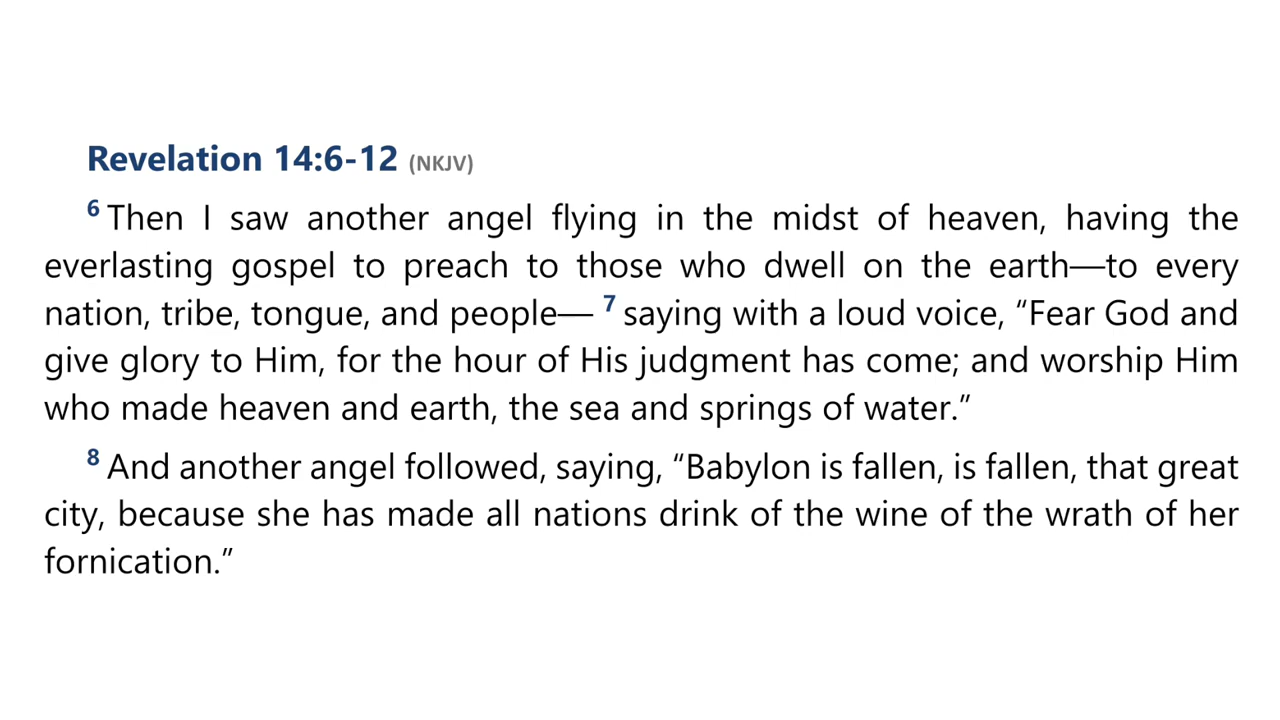 Revelation 14:6-12 (NKJV)
6 Then I saw another angel flying in the midst of heaven, having the
everlasting gospel to preach to those who dwell on the earth—to every
nation, tribe, tongue, and people— 7 saying with a loud voice, “Fear God and
give glory to Him, for the hour of His judgment has come; and worship Him
who made heaven and earth, the sea and springs of water.”
8 And another angel followed, saying, “Babylon is fallen, is fallen, that great
city, because she has made all nations drink of the wine of the wrath of her
fornication.”